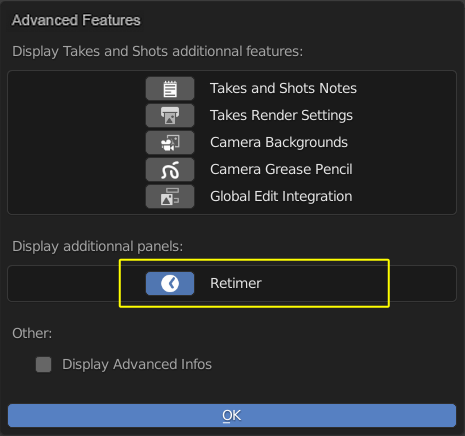 Advanced Features
Display Takes and Shots additionnal features:
Takes and Shots Notes
Takes Render Settings
Camera Backgrounds
Camera Grease Pencil
Global Edit Integration
Display additionnal panels:
Retimer
Other:
Display Advanced Infos
OK